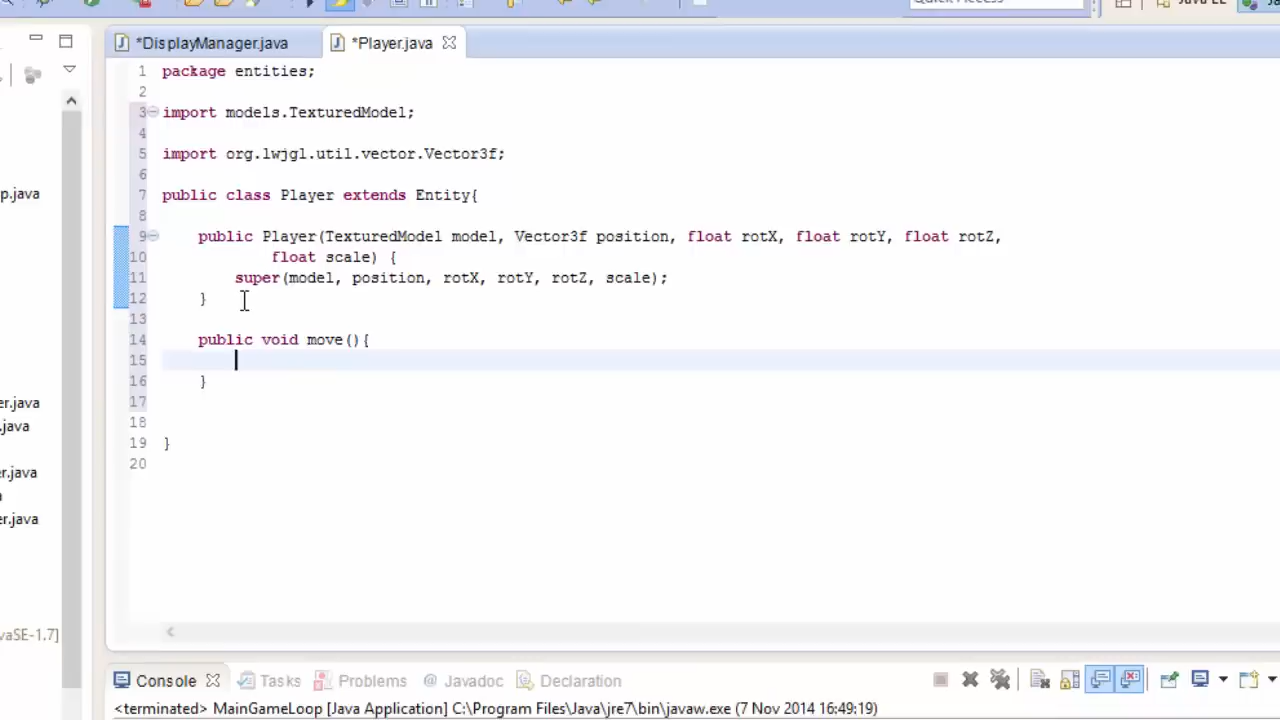 Java EE
*DisplayManager.java
*Player.java
1 package entities;
2
3 import models.TexturedModel;
4
5 import org.lwjgl.util.vector.Vector3f;
6
7 public class Player extends Entity{
8
9 public Player(TexturedModel model, Vector3f position, float rotX, float rotY, float rotZ,
10 float scale) {
11 super(model, position, rotX, rotY, rotZ, scale);
12 }
13
14 public void move(){
15
16 }
17
18
19 }
20
p.java
er.java
.java
er.java
er.java
vaSE-1.7]
Console
Tasks
Problems
@ Javadoc
Declaration
<terminated> MainGameLoop [Java Application] C:\Program Files\Java\jre7\bin\javaw.exe (7 Nov 2014 16:49:19)